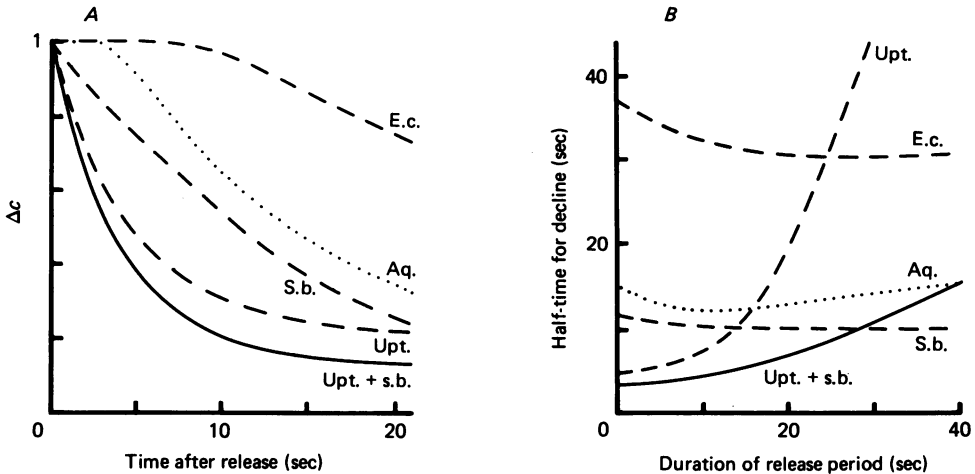 A
1
E.c.
Δc
Aq.
S.b.
Upt.
Upt. + s.b.
0 10 20
Time after release (sec)
B
40
Upt.
E.c.
Half-time for decline (sec)
20
Aq.
S.b.
Upt. + s.b.
0 20 40
Duration of release period (sec)